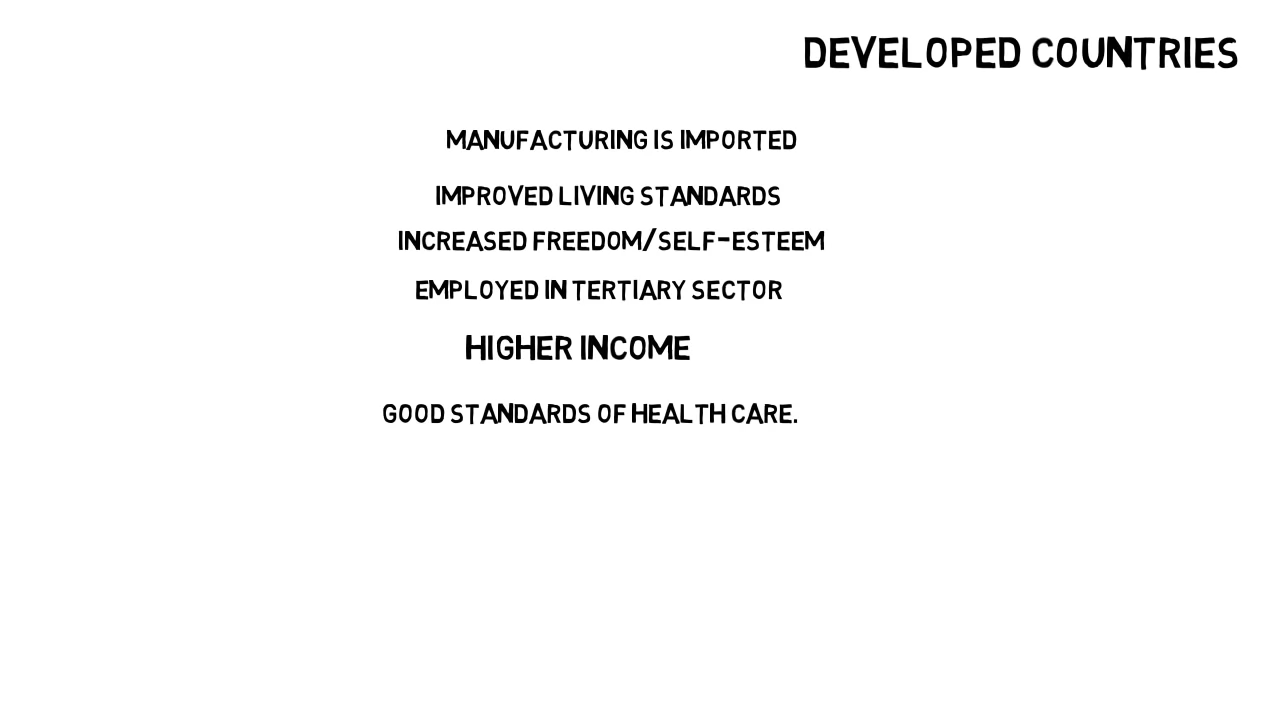 DEVELOPED COUNTRIES
MANUFACTURING IS IMPORTED
IMPROVED LIVING STANDARDS
INCREASED FREEDOM/SELF-ESTEEM
EMPLOYED IN TERTIARY SECTOR
HIGHER INCOME
GOOD STANDARDS OF HEALTH CARE.